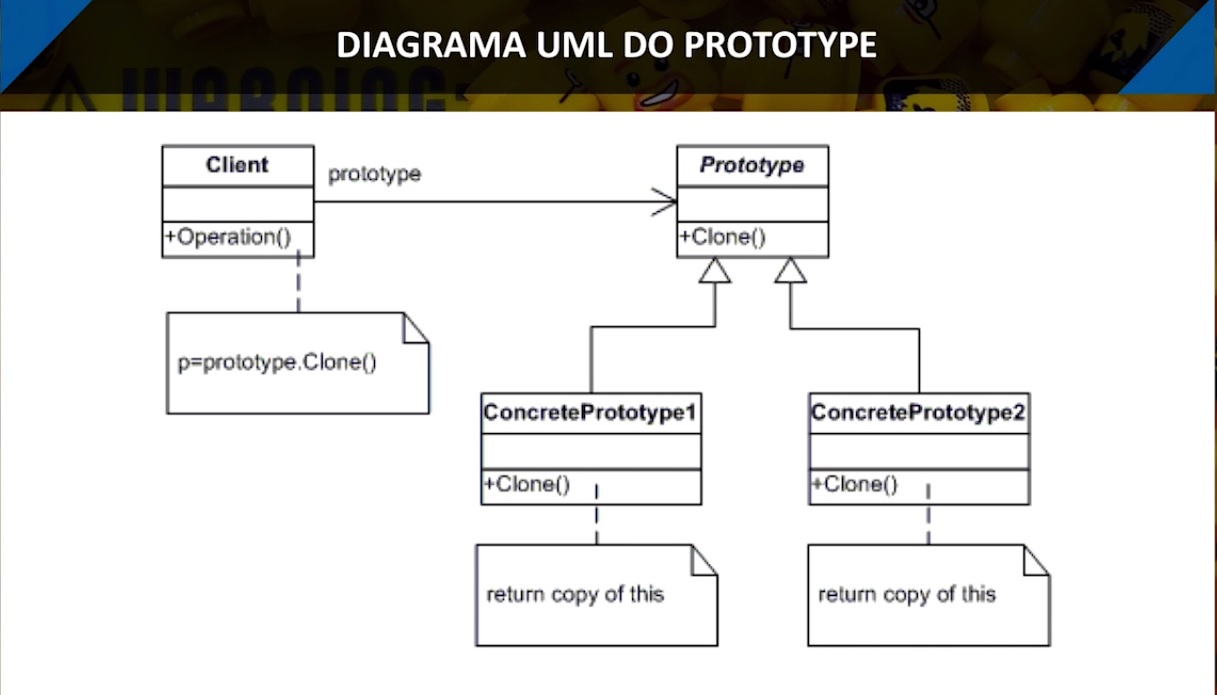 DIAGRAMA UML DO PROTOTYPE
WARNING:
Client
prototype
Prototype
+Operation()
+Clone()
p=prototype.Clone()
ConcretePrototype1
ConcretePrototype2
+Clone()
+Clone()
return copy of this
return copy of this